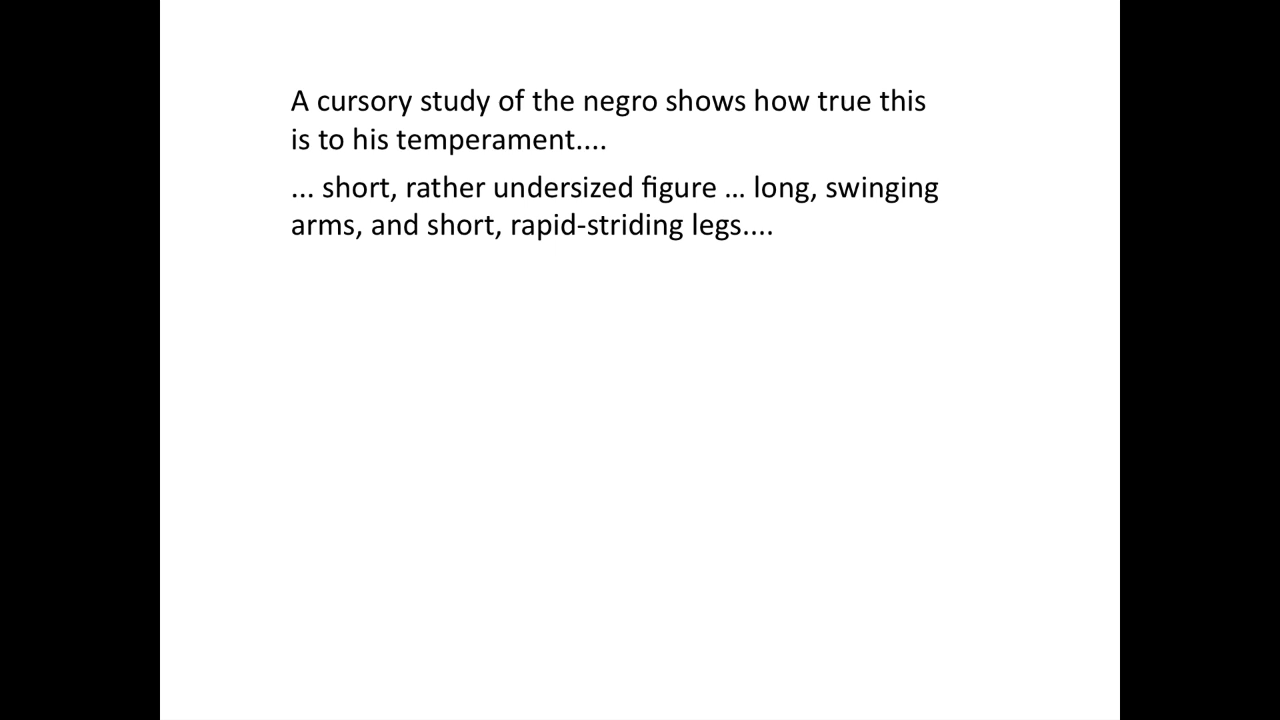 A cursory study of the negro shows how true this
is to his temperament....
... short, rather undersized figure … long, swinging
arms, and short, rapid-striding legs....